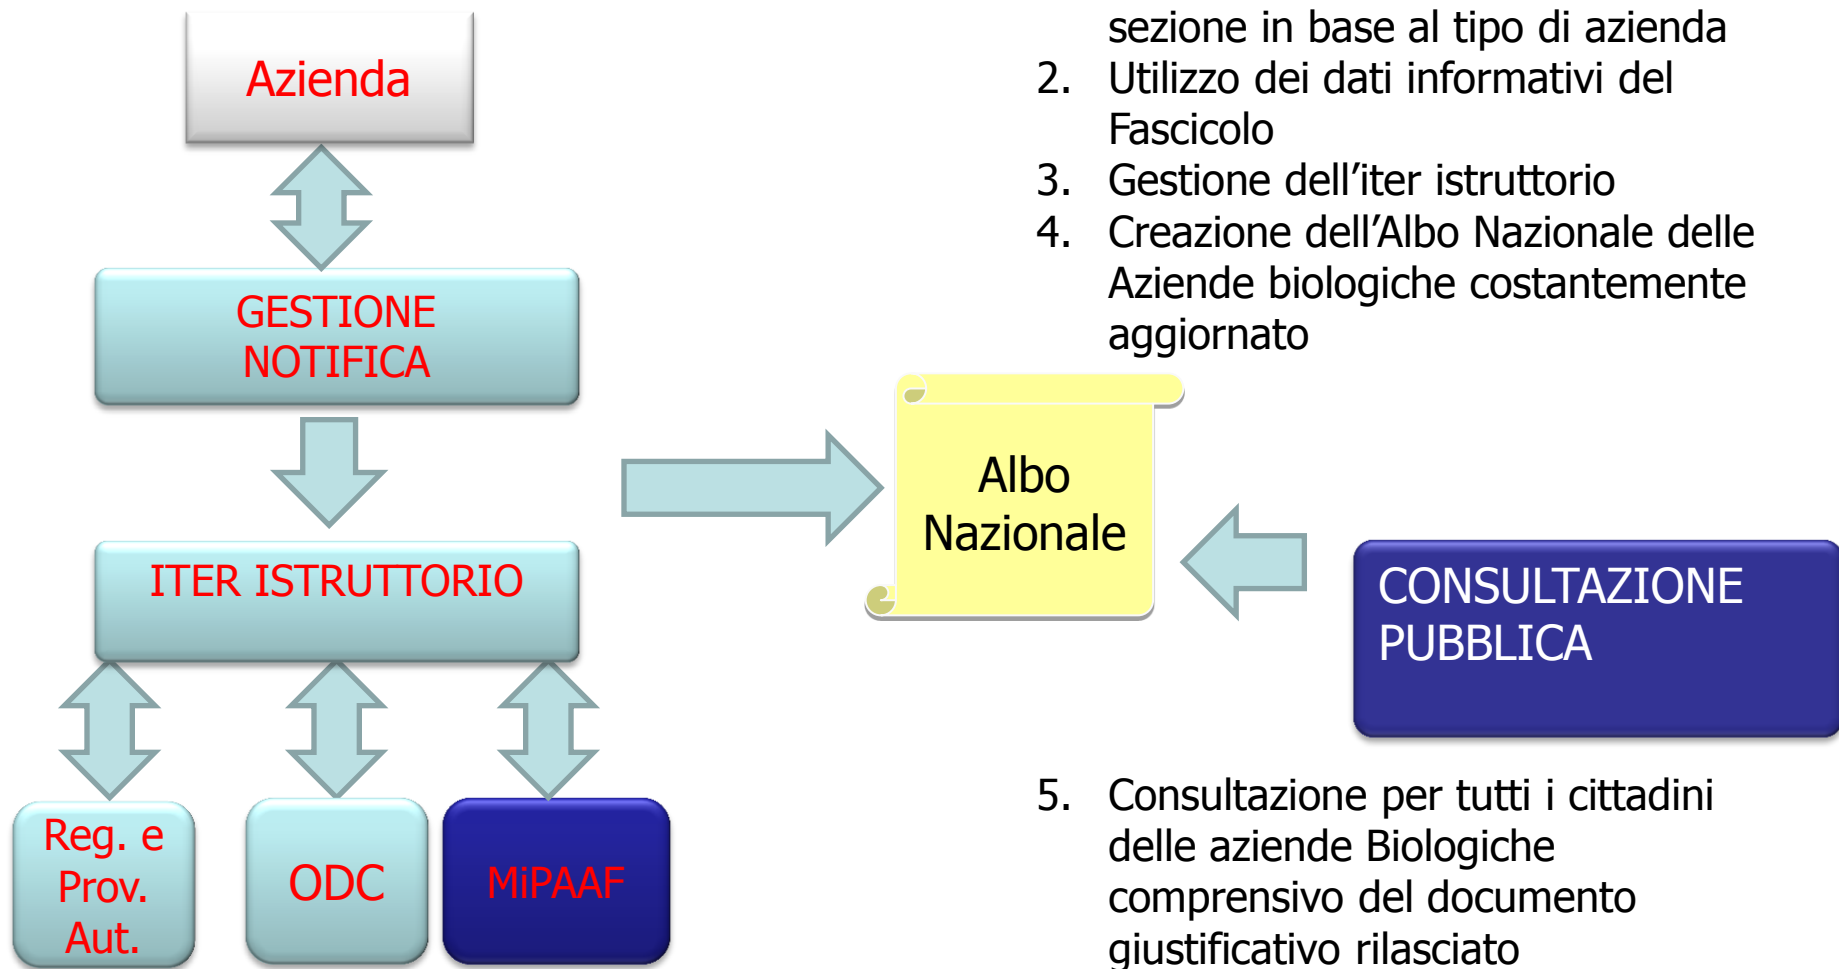 sezione in base al tipo di azienda
2. Utilizzo dei dati informativi del
Fascicolo
3. Gestione dell’iter istruttorio
4. Creazione dell’Albo Nazionale delle
Aziende biologiche costantemente
aggiornato
Azienda
GESTIONE
NOTIFICA
ITER ISTRUTTORIO
Reg. e
Prov.
Aut.
ODC
MiPAAF
Albo
Nazionale
CONSULTAZIONE
PUBBLICA
5. Consultazione per tutti i cittadini
delle aziende Biologiche
comprensivo del documento
giustificativo rilasciato